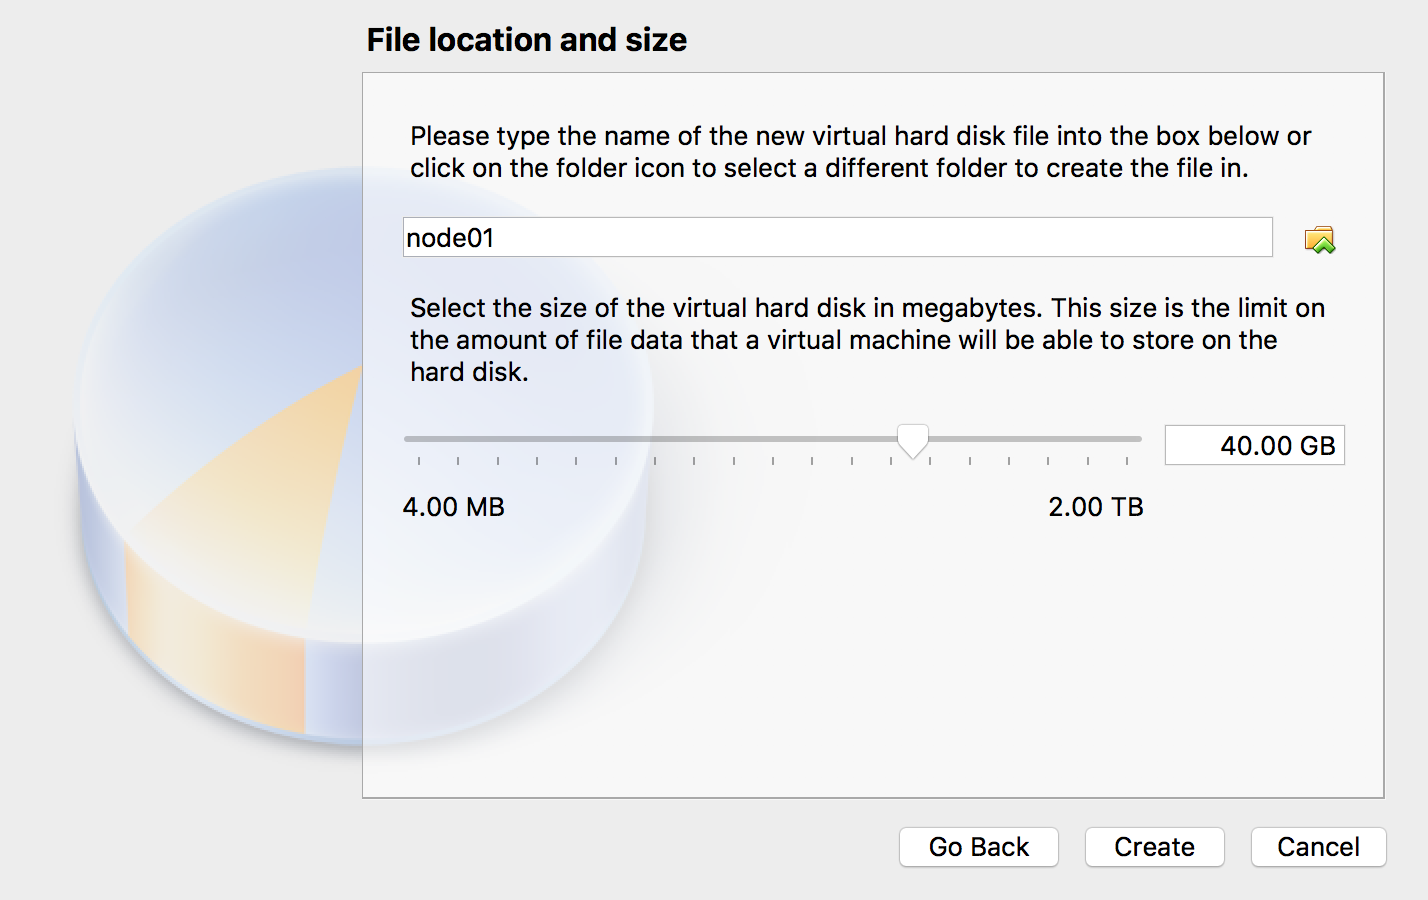 File location and size
Please type the name of the new virtual hard disk file into the box below or
click on the folder icon to select a different folder to create the file in.
node01
Select the size of the virtual hard disk in megabytes. This size is the limit on
the amount of file data that a virtual machine will be able to store on the
hard disk.
40.00 GB
4.00 MB
2.00 TB
Go Back
Create
Cancel